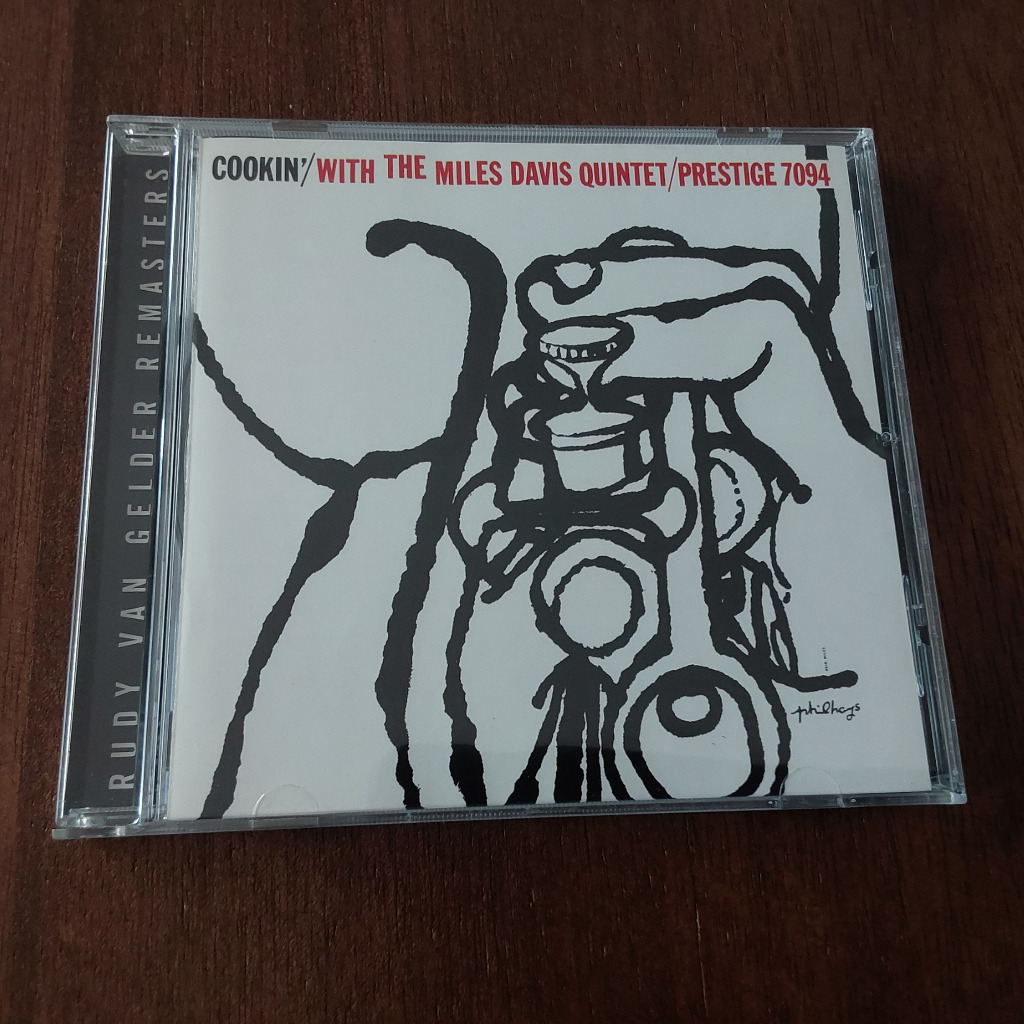 COOKIN'/WITH THE MILES DAVIS QUINTET/PRESTIGE 7094
RUDY VAN GELDER REMASTERS
philhays